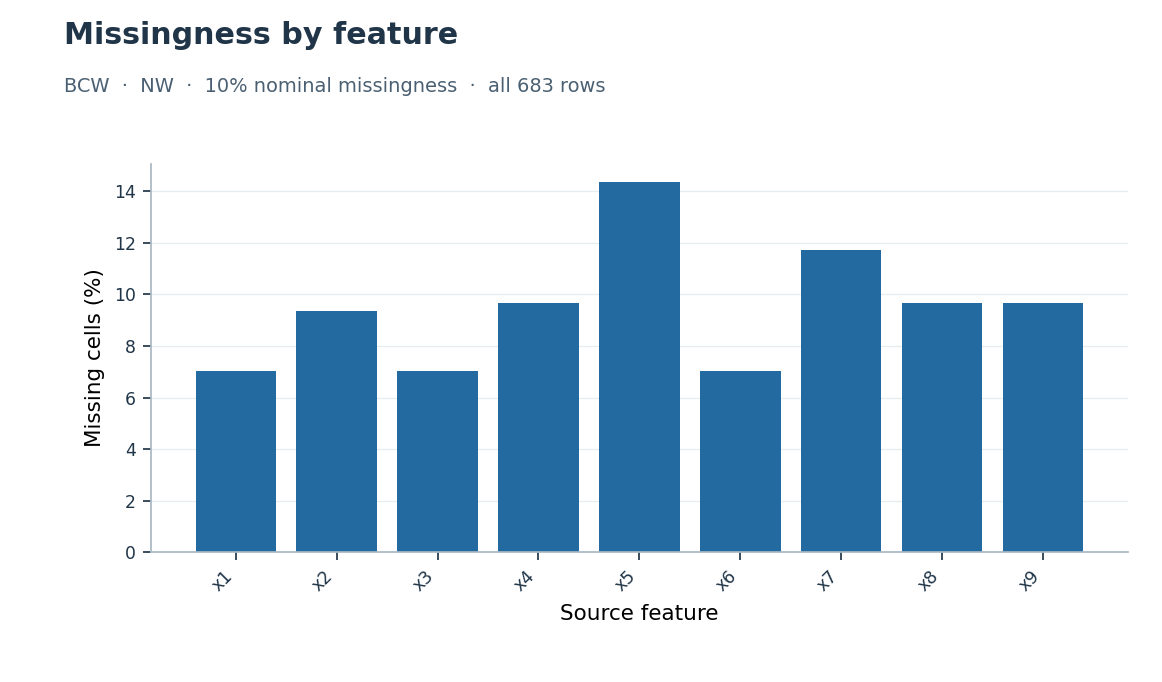 Missingness by feature
BCW · NW · 10% nominal missingness · all 683 rows
Missing cells (%)
14
12
10
8
6
4
2
0
x1 x2 x3 x4 x5 x6 x7 x8 x9
Source feature